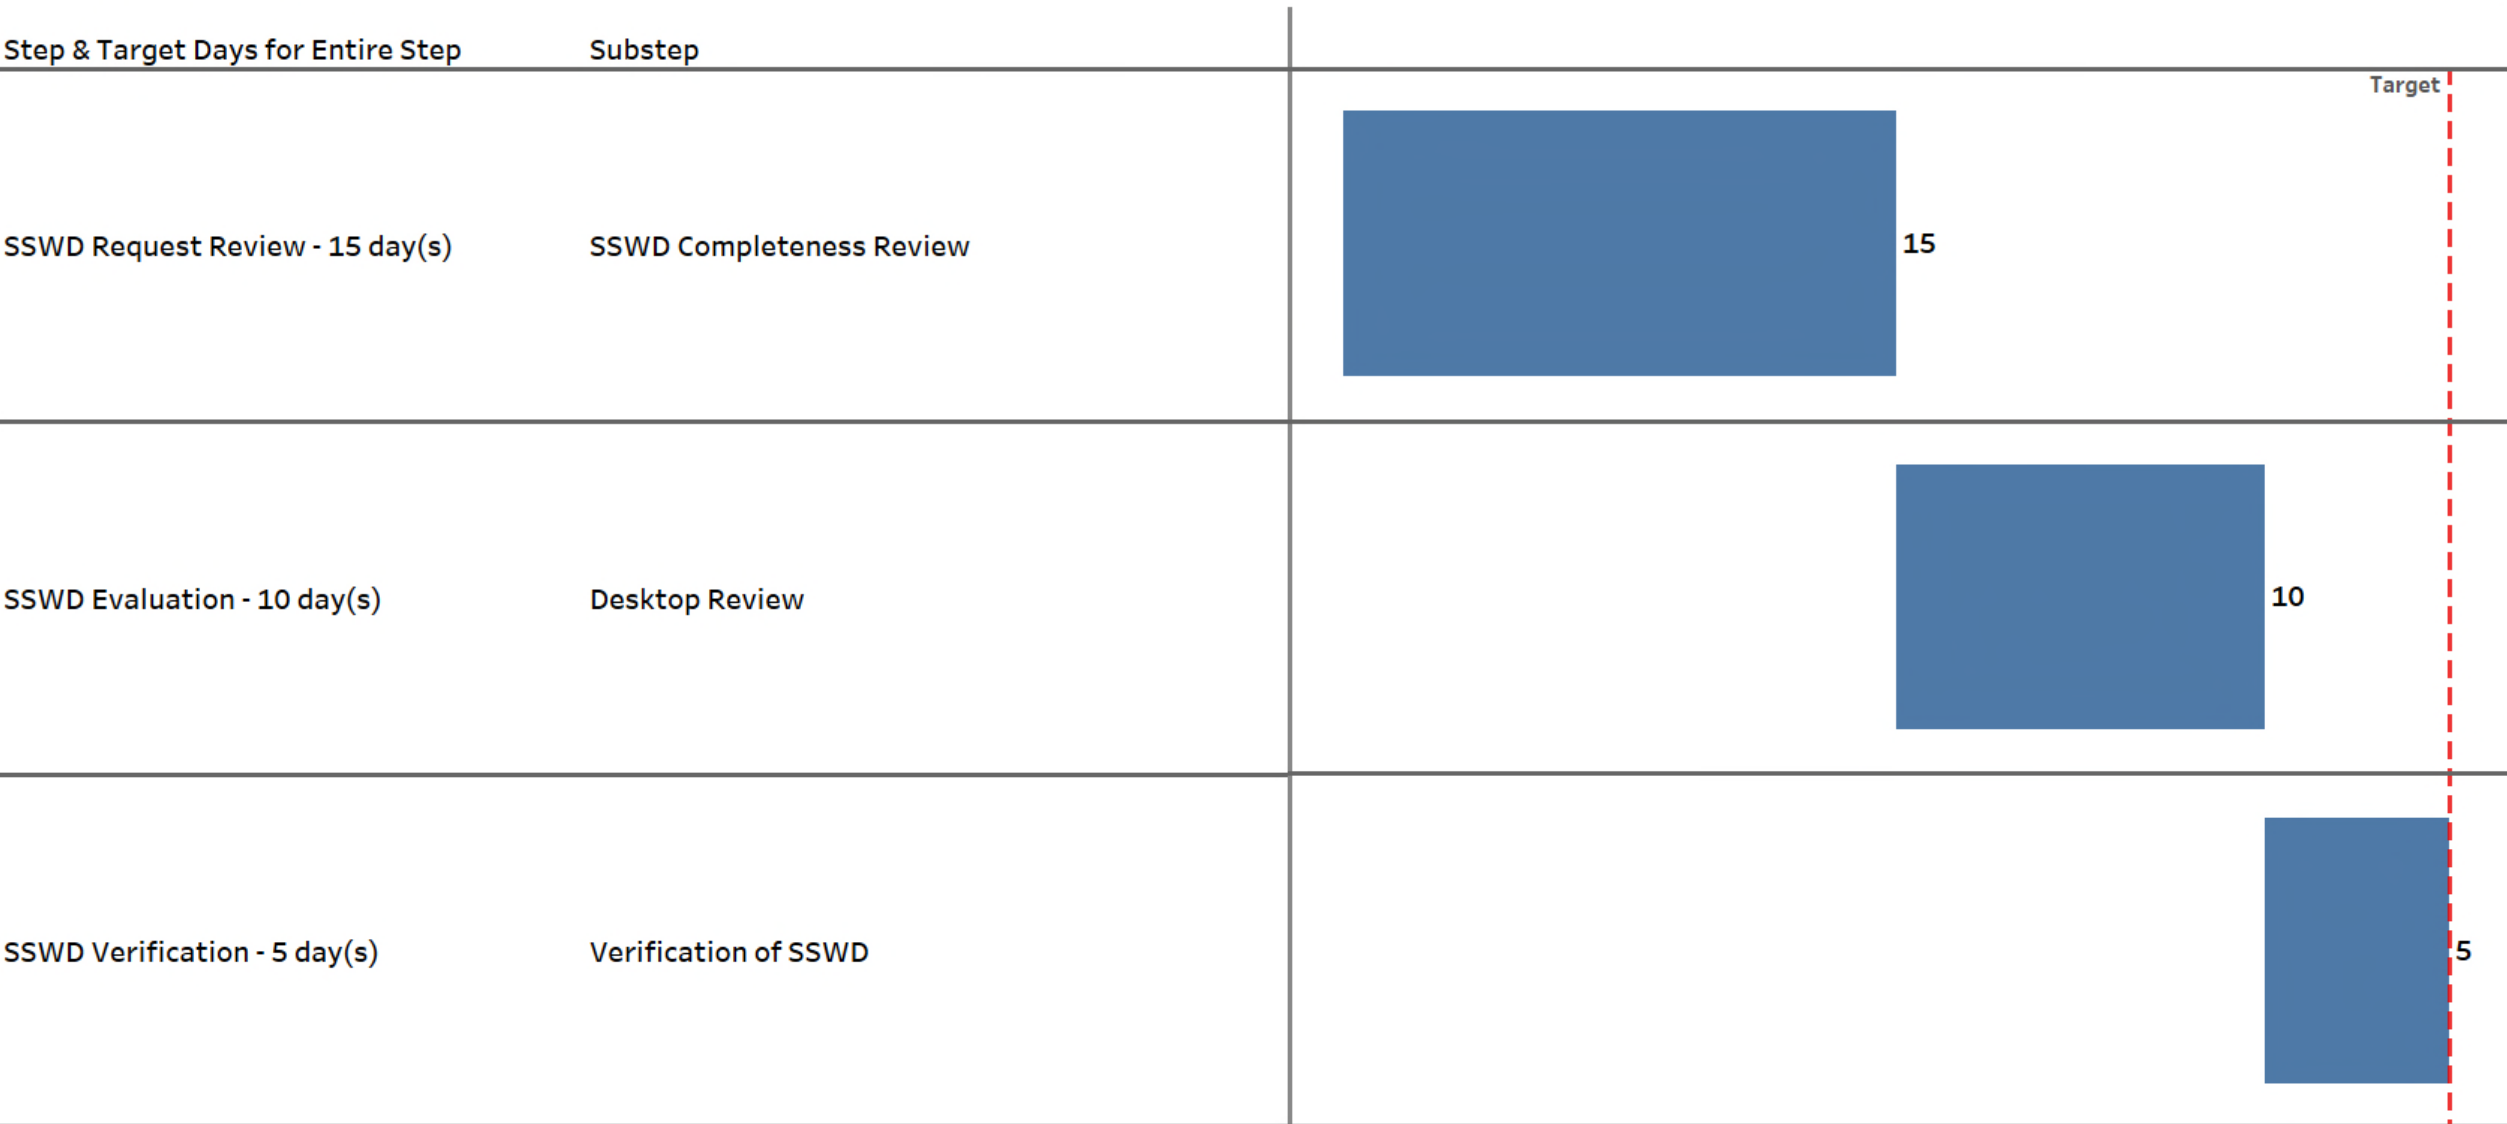 Step & Target Days for Entire Step Substep
Target
SSWD Request Review - 15 day(s) SSWD Completeness Review 15
SSWD Evaluation - 10 day(s) Desktop Review 10
SSWD Verification - 5 day(s) Verification of SSWD 5